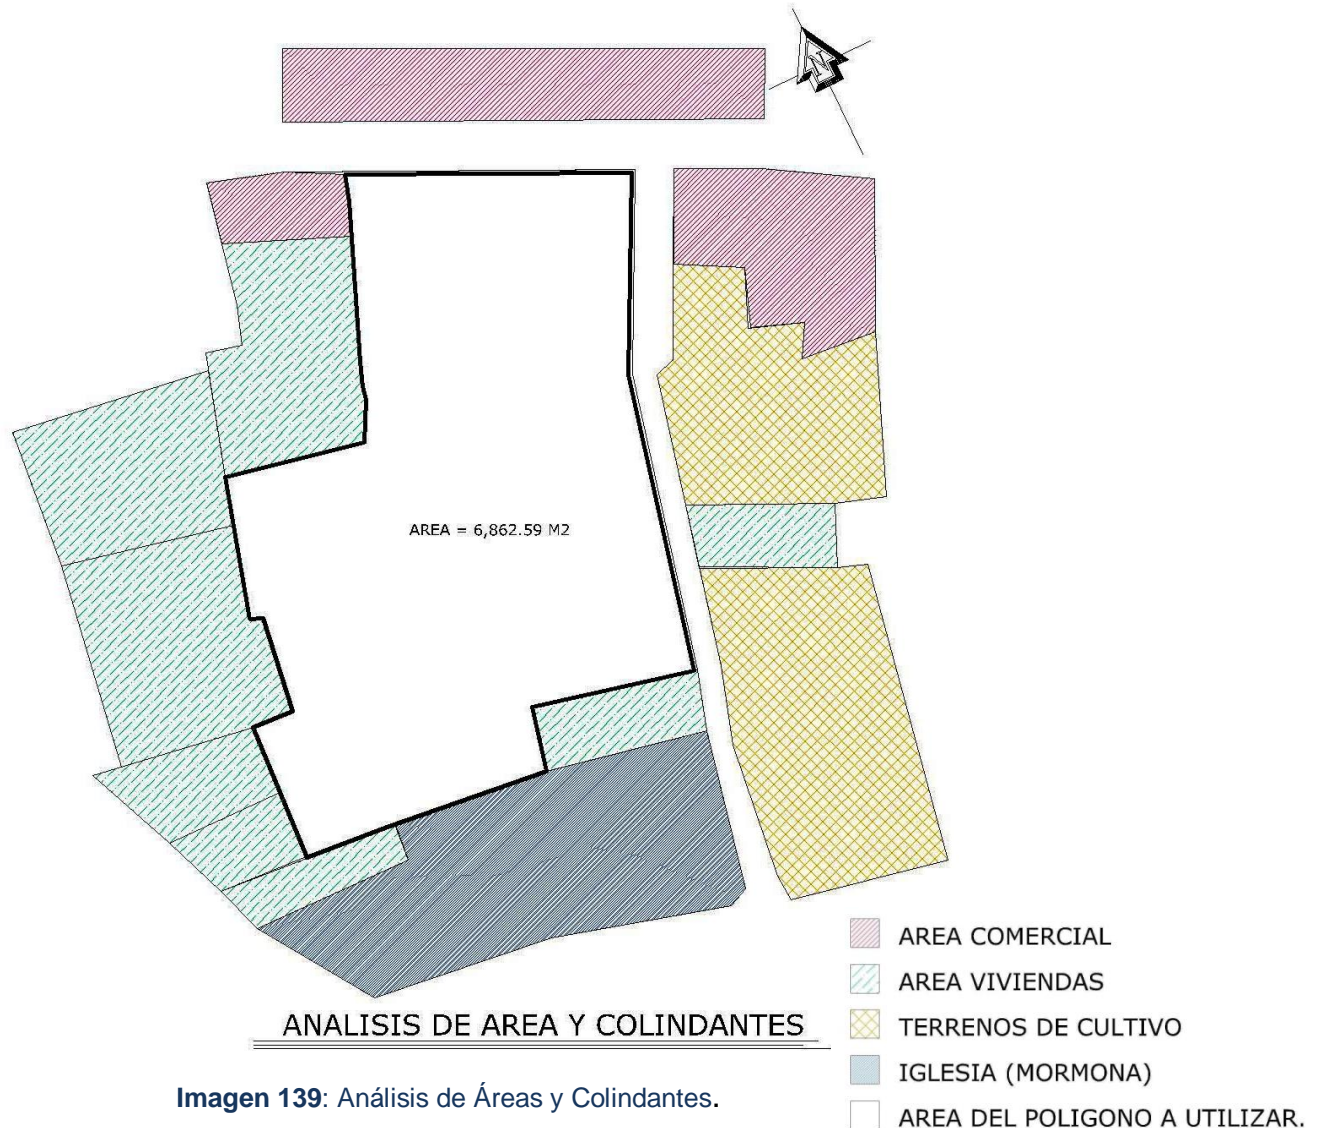 N
AREA = 6,862.59 M2
AREA COMERCIAL
AREA VIVIENDAS
TERRENOS DE CULTIVO
IGLESIA (MORMONA)
AREA DEL POLIGONO A UTILIZAR.
ANALISIS DE AREA Y COLINDANTES
Imagen 139: Análisis de Áreas y Colindantes.